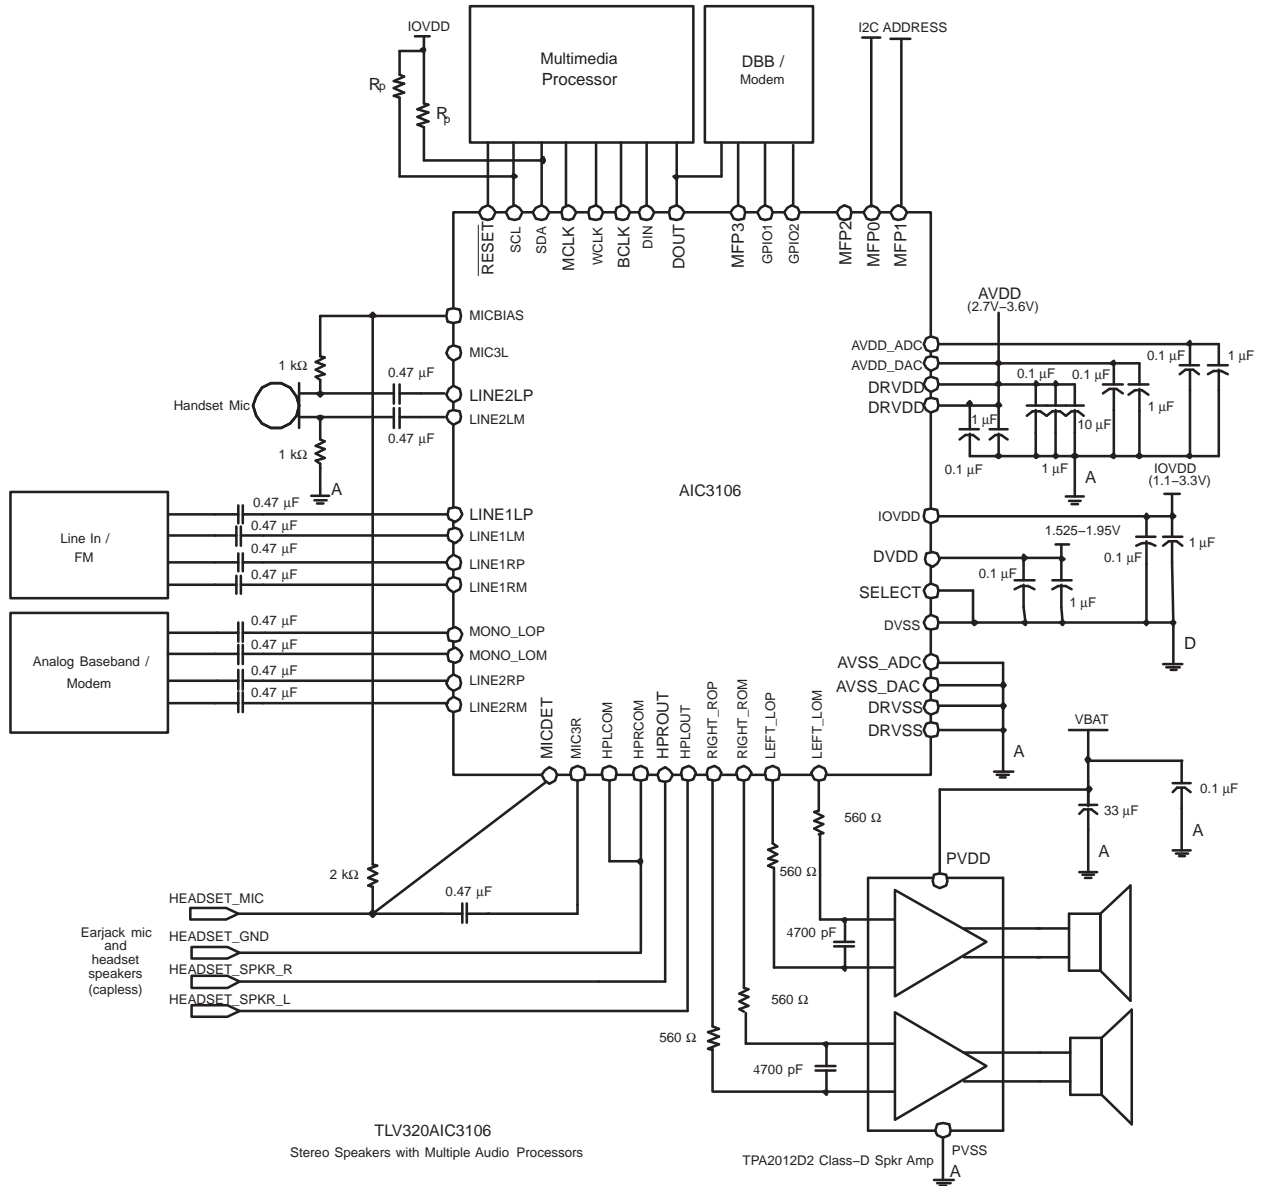 IOVDD
I2C ADDRESS
Multimedia
Processor
DBB /
Modem
Rp
Rp
RESET
SCL
SDA
MCLK
WCLK
BCLK
DIN
DOUT
MFP3
GPIO1
GPIO2
MFP2
MFP0
MFP1
AVDD
(2.7V–3.6V)
MICBIAS
MIC3L
LINE2LP
LINE2LM
1 kΩ
0.47 μF
Handset Mic
0.47 μF
1 kΩ
A
AVDD_ADC
AVDD_DAC
DRVDD
DRVDD
0.1 μF
1 μF
0.1 μF
0.1 μF
1 μF
1 μF
10 μF
0.1 μF
1 μF
A
AIC3106
IOVDD
(1.1–3.3V)
Line In /
FM
0.47 μF
0.47 μF
0.47 μF
0.47 μF
LINE1LP
LINE1LM
LINE1RP
LINE1RM
IOVDD
DVDD
SELECT
DVSS
1.525–1.95V
0.1 μF
1 μF
0.1 μF
1 μF
D
Analog Baseband /
Modem
0.47 μF
0.47 μF
0.47 μF
0.47 μF
MONO_LOP
MONO_LOM
LINE2RP
LINE2RM
AVSS_ADC
AVSS_DAC
DRVSS
DRVSS
A
MICDET
MIC3R
HPLCOM
HPRCOM
HPROUT
HPLOUT
RIGHT_ROP
RIGHT_ROM
LEFT_LOP
LEFT_LOM
VBAT
0.1 μF
33 μF
A
A
560 Ω
560 Ω
PVDD
2 kΩ
0.47 μF
HEADSET_MIC
HEADSET_GND
HEADSET_SPKR_R
HEADSET_SPKR_L
Earjack mic
and
headset
speakers
(capless)
4700 pF
560 Ω
560 Ω
4700 pF
TLV320AIC3106
Stereo Speakers with Multiple Audio Processors
TPA2012D2 Class–D Spkr Amp
PVSS
A